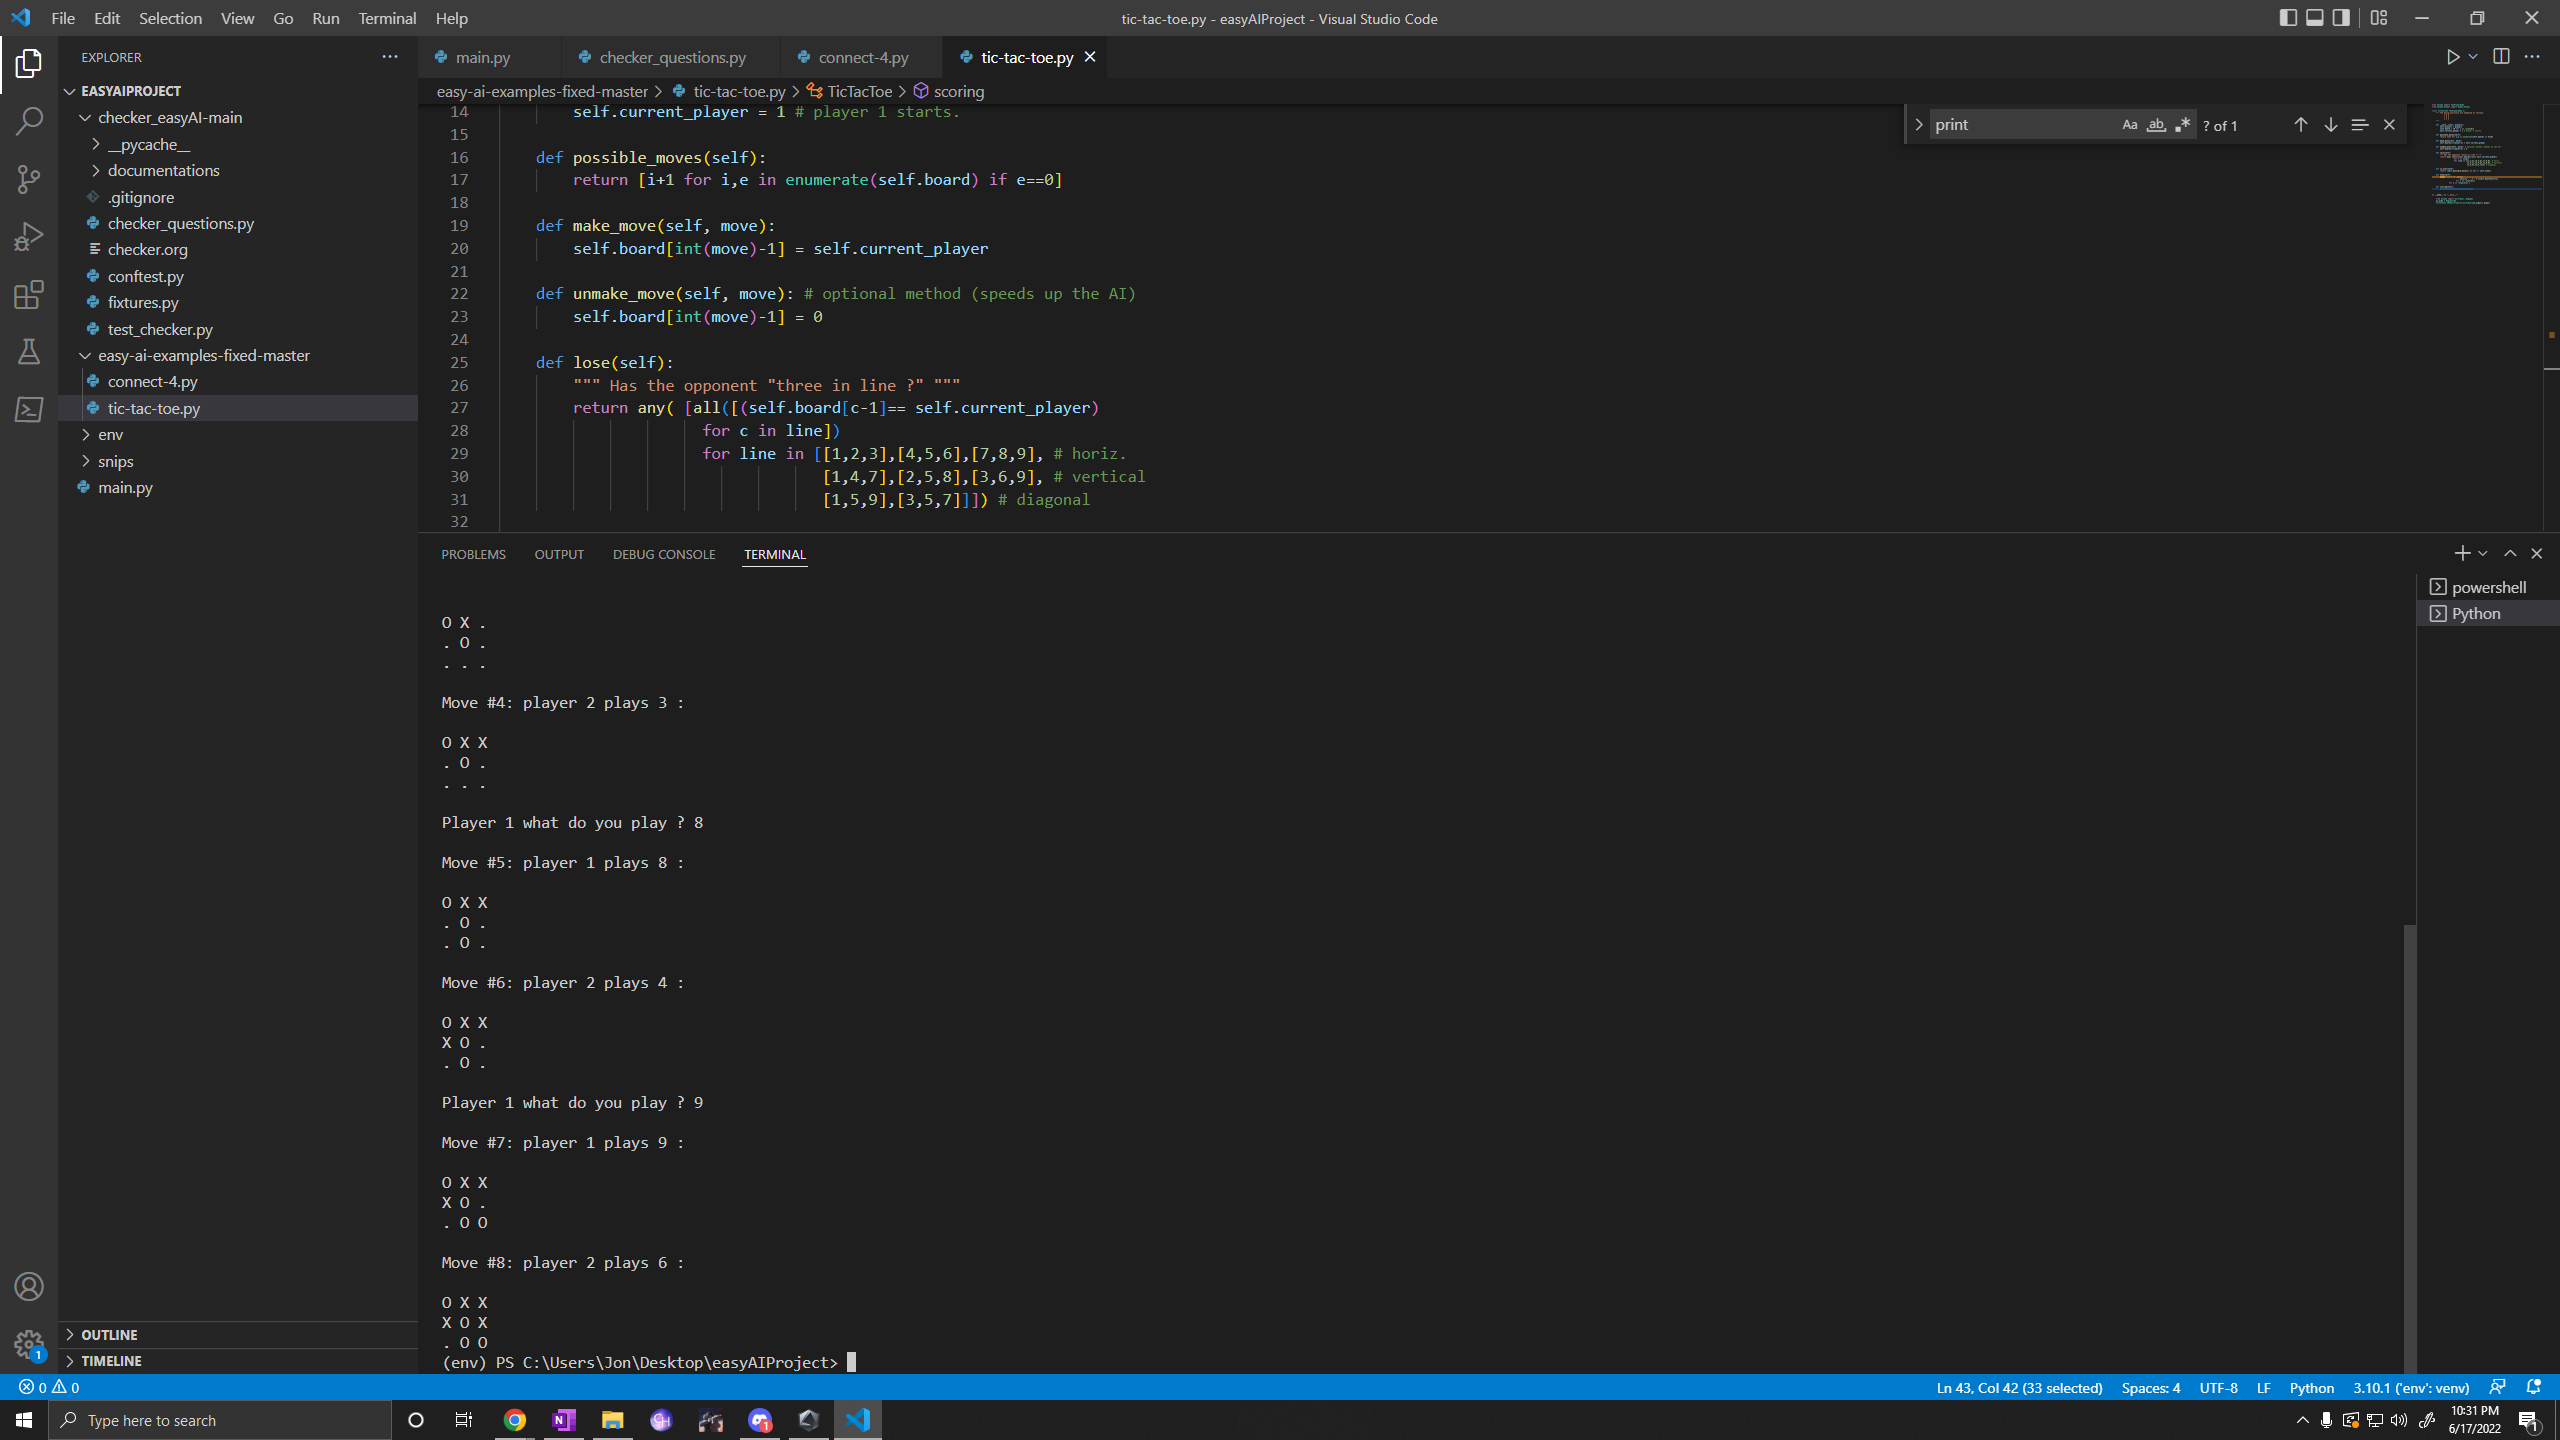 File Edit Selection View Go Run Terminal Help
tic-tac-toe.py - easyAIProject - Visual Studio Code
EXPLORER
EASYAIPROJECT
checker_easyAI-main
__pycache__
documentations
.gitignore
checker_questions.py
checker.org
conftest.py
fixtures.py
test_checker.py
easy-ai-examples-fixed-master
connect-4.py
tic-tac-toe.py
env
snips
main.py
OUTLINE
TIMELINE
main.py checker_questions.py connect-4.py tic-tac-toe.py
easy-ai-examples-fixed-master > tic-tac-toe.py > TicTacToe > scoring
print Aa ab ? of 1
14 self.current_player = 1 # player 1 starts.
15
16 def possible_moves(self):
17 return [i+1 for i,e in enumerate(self.board) if e==0]
18
19 def make_move(self, move):
20 self.board[int(move)-1] = self.current_player
21
22 def unmake_move(self, move): # optional method (speeds up the AI)
23 self.board[int(move)-1] = 0
24
25 def lose(self):
26 """ Has the opponent "three in line ?" """
27 return any( [all([(self.board[c-1]== self.current_player)
28 for c in line])
29 for line in [[1,2,3],[4,5,6],[7,8,9], # horiz.
30 [1,4,7],[2,5,8],[3,6,9], # vertical
31 [1,5,9],[3,5,7]]]) # diagonal
32
PROBLEMS OUTPUT DEBUG CONSOLE TERMINAL
powershell
Python
O X .
. O .
. . .
Move #4: player 2 plays 3 :
O X X
. O .
. . .
Player 1 what do you play ? 8
Move #5: player 1 plays 8 :
O X X
. O .
. O .
Move #6: player 2 plays 4 :
O X X
X O .
. O .
Player 1 what do you play ? 9
Move #7: player 1 plays 9 :
O X X
X O .
. O O
Move #8: player 2 plays 6 :
O X X
X O X
. O O
(env) PS C:\Users\Jon\Desktop\easyAIProject>
1
0 0
Ln 43, Col 42 (33 selected) Spaces: 4 UTF-8 LF Python 3.10.1 ('env': venv)
Type here to search
10:31 PM
6/17/2022
1